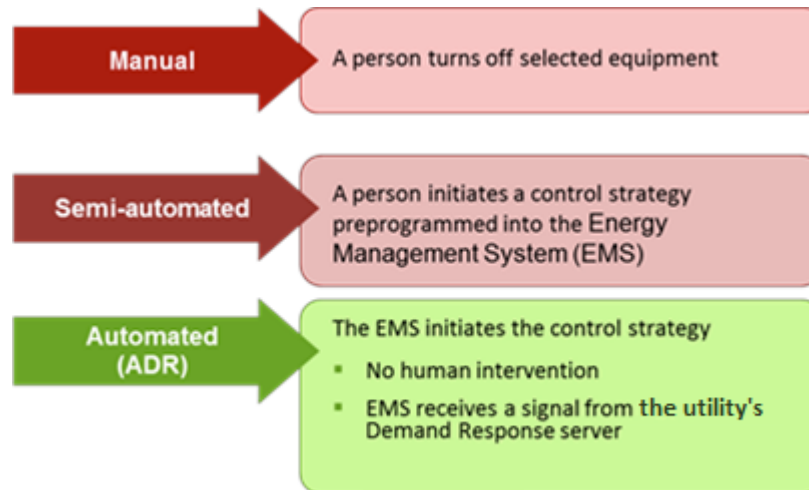 Manual
A person turns off selected equipment
Semi-automated
A person initiates a control strategy
preprogrammed into the Energy
Management System (EMS)
Automated
(ADR)
The EMS initiates the control strategy
▪ No human intervention
▪ EMS receives a signal from the utility's
Demand Response server